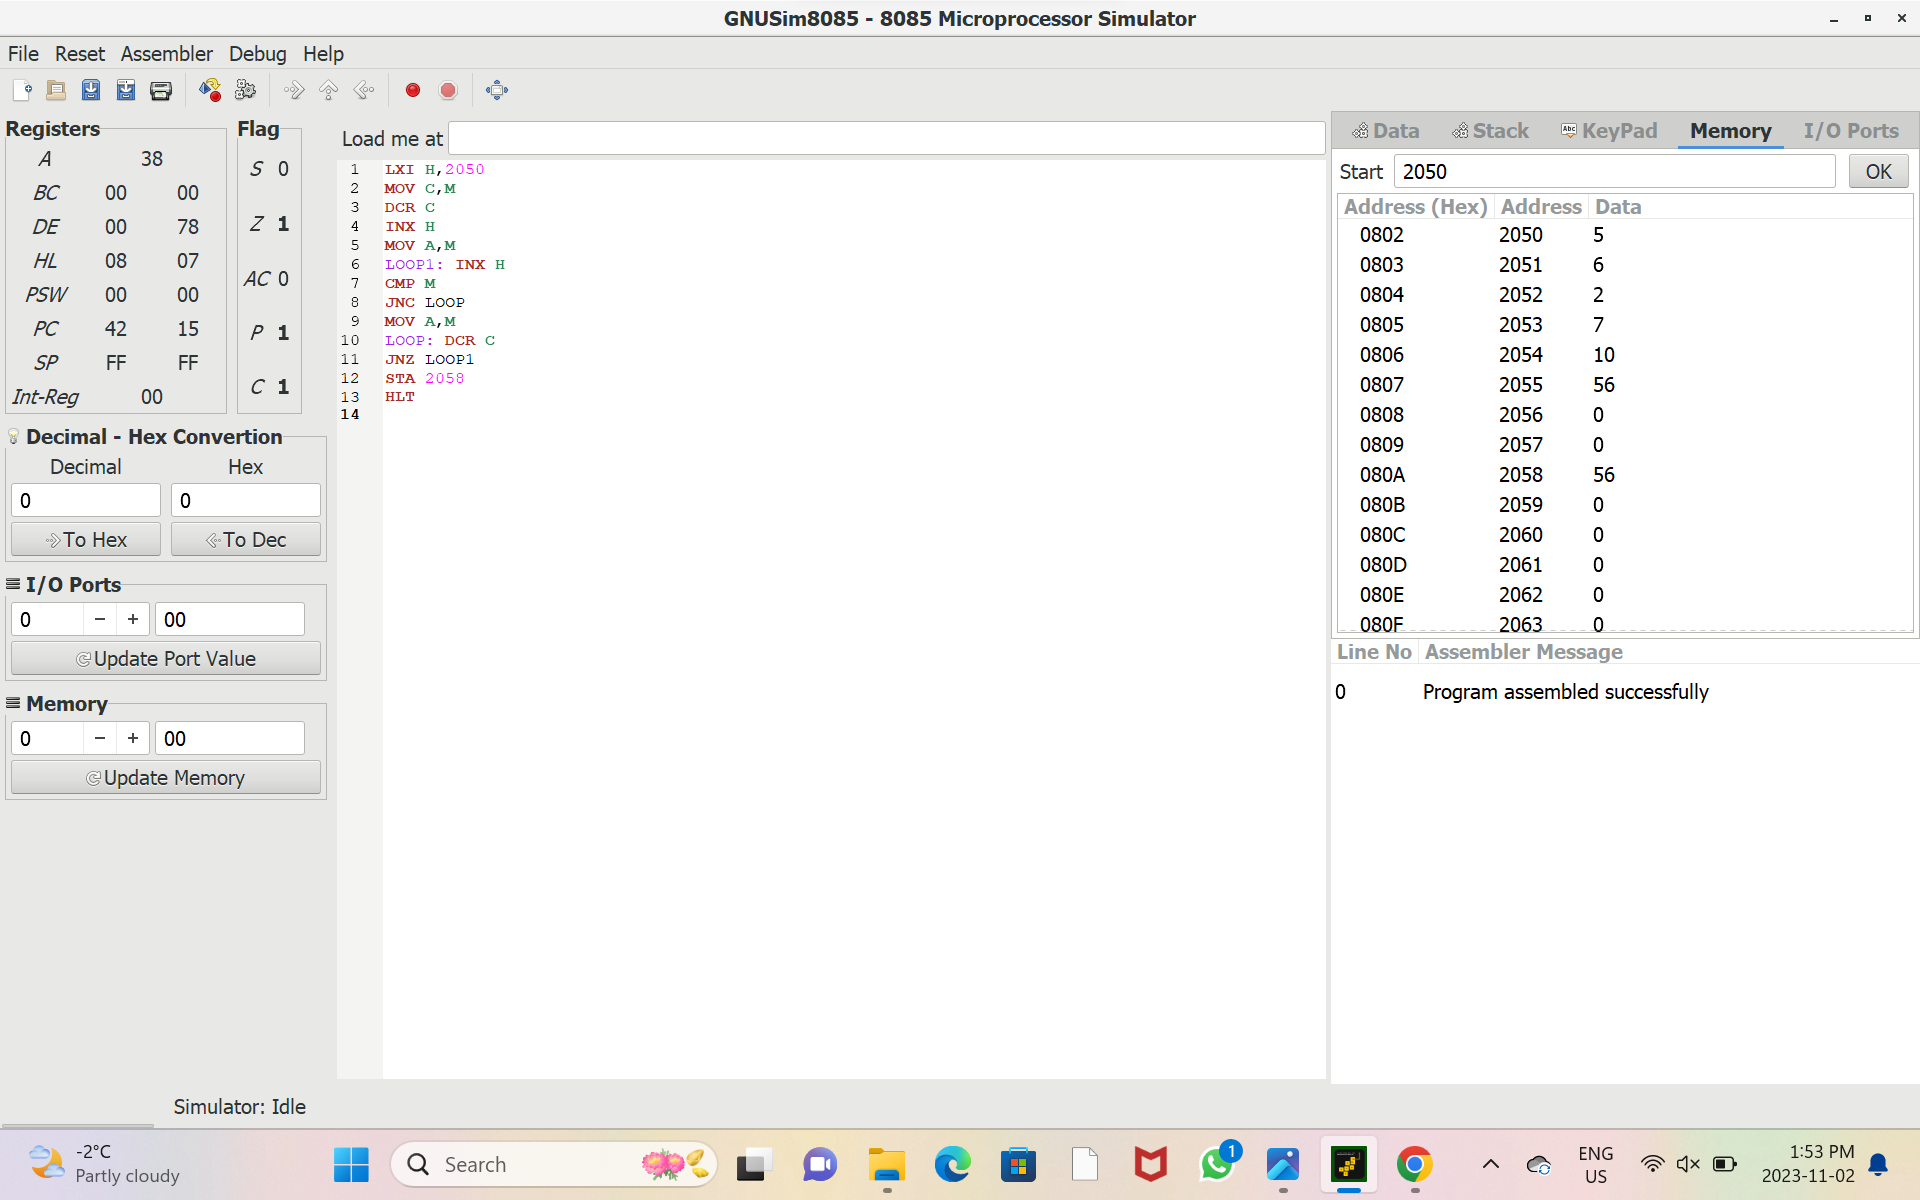 GNUSim8085 - 8085 Microprocessor Simulator
File Reset Assembler Debug Help
Registers
A 38
BC 00 00
DE 00 78
HL 08 07
PSW 00 00
PC 42 15
SP FF FF
Int-Reg 00
Flag
S 0
Z 1
AC 0
P 1
C 1
Decimal - Hex Convertion
Decimal Hex
0 0
To Hex To Dec
I/O Ports
0 − + 00
Update Port Value
Memory
0 − + 00
Update Memory
Load me at
1 LXI H,2050
2 MOV C,M
3 DCR C
4 INX H
5 MOV A,M
6 LOOP1: INX H
7 CMP M
8 JNC LOOP
9 MOV A,M
10 LOOP: DCR C
11 JNZ LOOP1
12 STA 2058
13 HLT
14
Data Stack Abc KeyPad Memory I/O Ports
Start 2050 OK
Address (Hex) Address Data
0802 2050 5
0803 2051 6
0804 2052 2
0805 2053 7
0806 2054 10
0807 2055 56
0808 2056 0
0809 2057 0
080A 2058 56
080B 2059 0
080C 2060 0
080D 2061 0
080E 2062 0
080F 2063 0
Line No Assembler Message
0 Program assembled successfully
Simulator: Idle
-2°C
Partly cloudy
Search
1
ENG
US
1:53 PM
2023-11-02